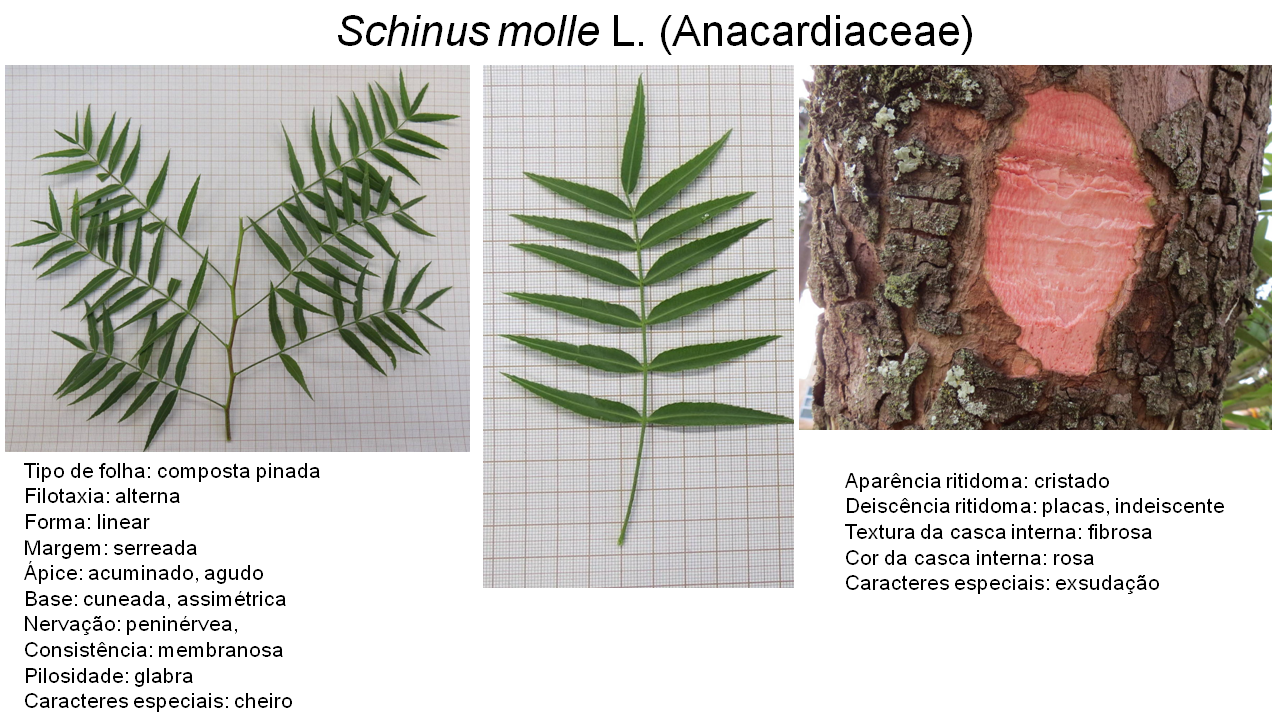 Schinus molle L. (Anacardiaceae)
Tipo de folha: composta pinada
Filotaxia: alterna
Forma: linear
Margem: serreada
Ápice: acuminado, agudo
Base: cuneada, assimétrica
Nervação: peninérvea,
Consistência: membranosa
Pilosidade: glabra
Caracteres especiais: cheiro
Aparência ritidoma: cristado
Deiscência ritidoma: placas, indeiscente
Textura da casca interna: fibrosa
Cor da casca interna: rosa
Caracteres especiais: exsudação